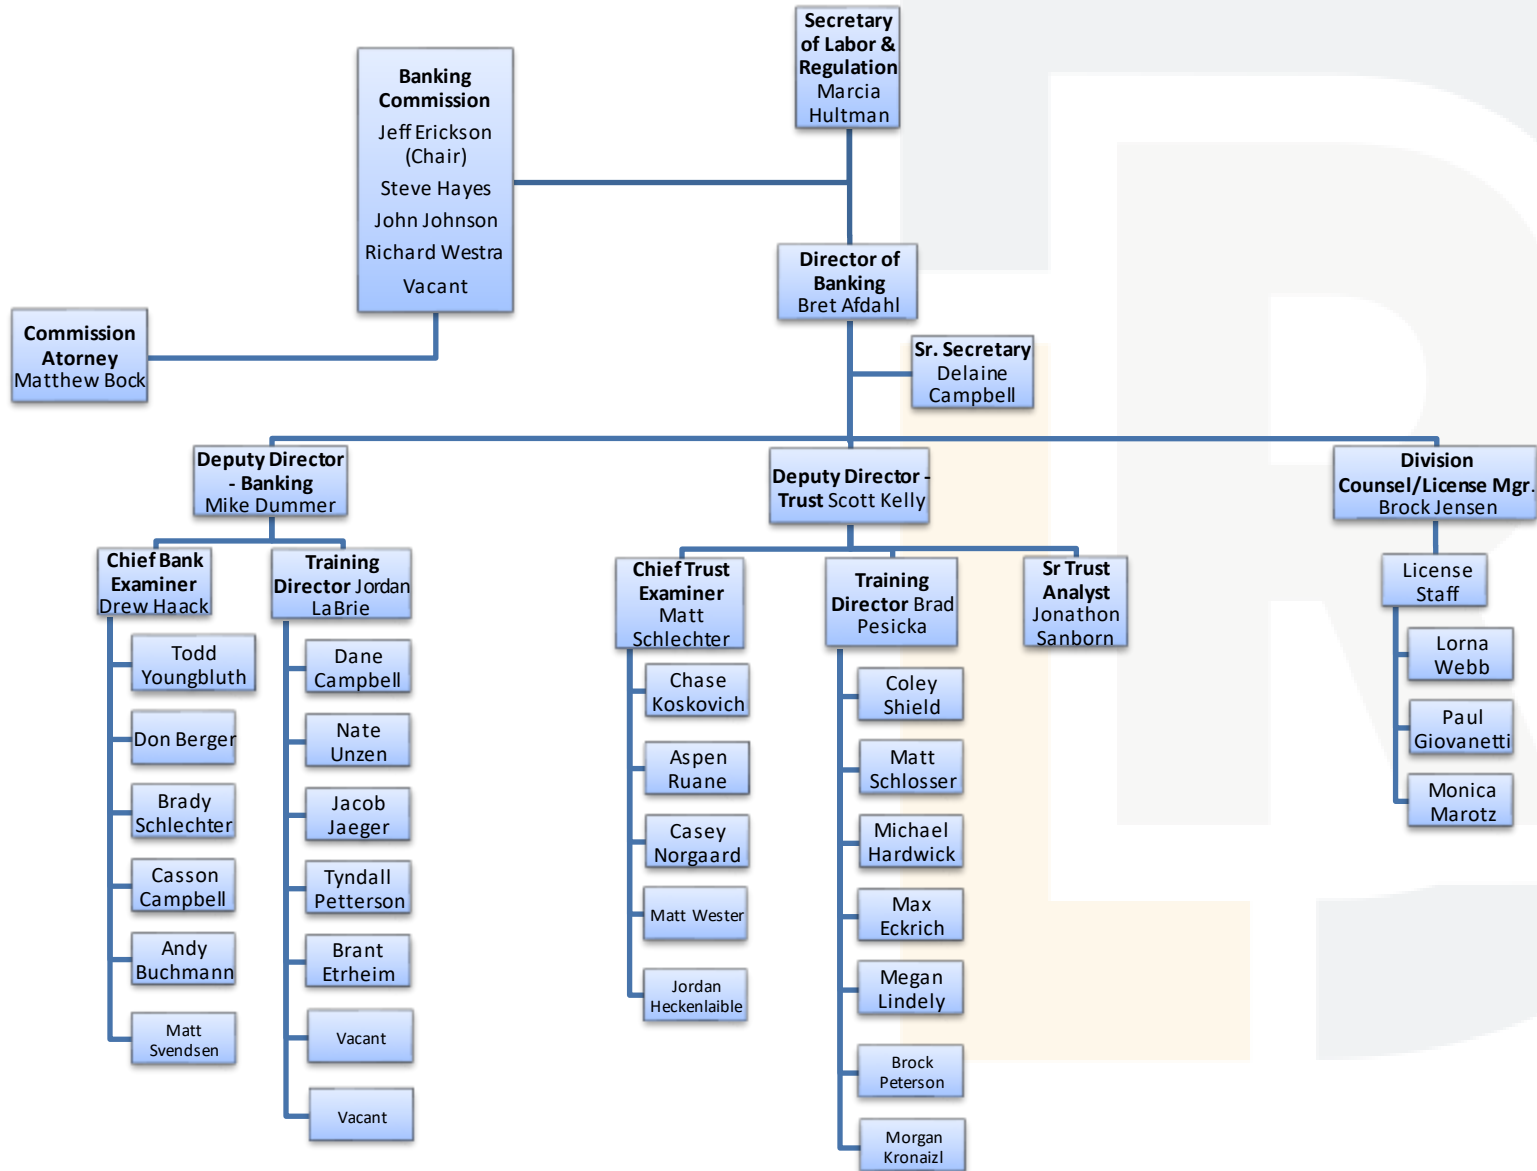 Secretary
of Labor &
Regulation
Marcia
Hultman
Banking
Commission
Jeff Erickson
(Chair)
Steve Hayes
John Johnson
Richard Westra
Vacant
Commission
Atorney
Matthew Bock
Director of
Banking
Bret Afdahl
Sr. Secretary
Delaine
Campbell
Deputy Director
- Banking
Mike Dummer
Deputy Director -
Trust Scott Kelly
Division
Counsel/License Mgr.
Brock Jensen
Chief Bank
Examiner
Drew Haack
Todd
Youngbluth
Don Berger
Brady
Schlechter
Casson
Campbell
Andy
Buchmann
Matt
Svendsen
Training
Director Jordan
LaBrie
Dane
Campbell
Nate
Unzen
Jacob
Jaeger
Tyndall
Petterson
Brant
Etrheim
Vacant
Vacant
Chief Trust
Examiner
Matt
Schlechter
Chase
Koskovich
Aspen
Ruane
Casey
Norgaard
Matt Wester
Jordan
Heckenlaible
Training
Director Brad
Pesicka
Coley
Shield
Matt
Schlosser
Michael
Hardwick
Max
Eckrich
Megan
Lindely
Brock
Peterson
Morgan
Kronaizl
Sr Trust
Analyst
Jonathon
Sanborn
License
Staff
Lorna
Webb
Paul
Giovanetti
Monica
Marotz